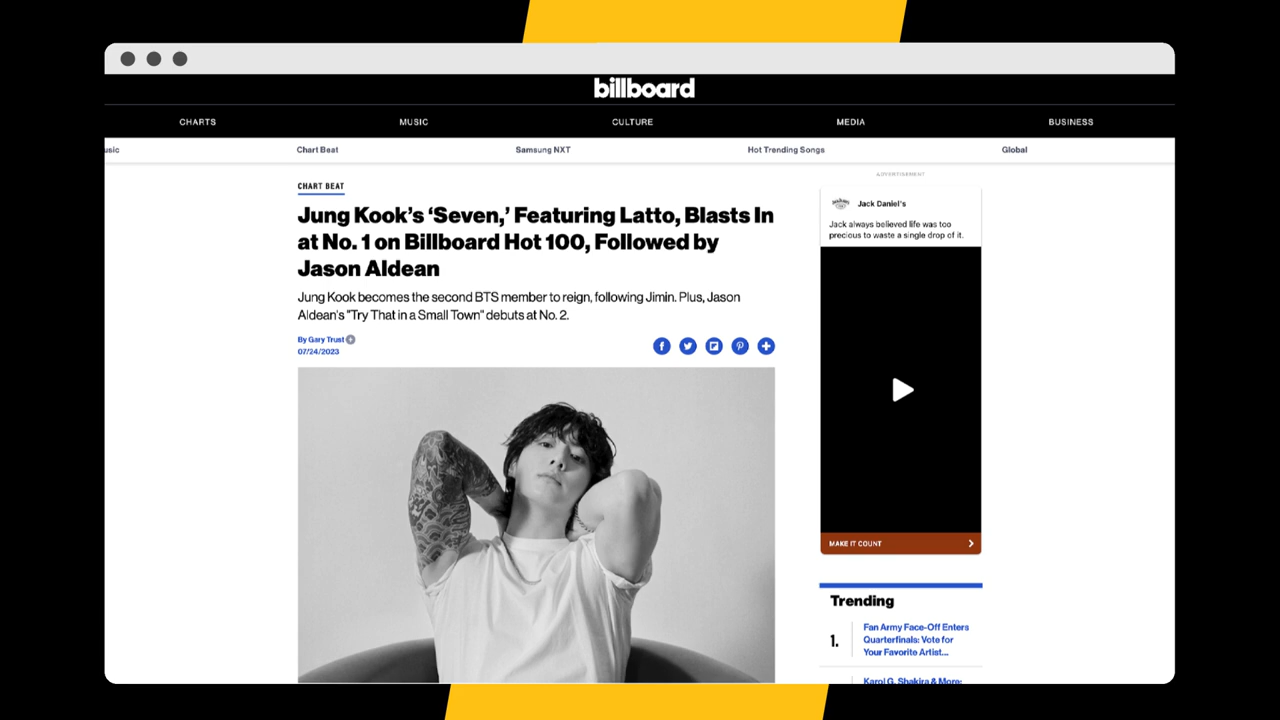 billboard
CHARTS MUSIC CULTURE MEDIA BUSINESS
usic Chart Beat Samsung NXT Hot Trending Songs Global
CHART BEAT
Jung Kook's ‘Seven,’ Featuring Latto, Blasts In
at No. 1 on Billboard Hot 100, Followed by
Jason Aldean
Jung Kook becomes the second BTS member to reign, following Jimin. Plus, Jason
Aldean's "Try That in a Small Town" debuts at No. 2.
By Gary Trust
07/24/2023
ADVERTISEMENT
Jack Daniel's
Jack always believed life was too
precious to waste a single drop of it.
MAKE IT COUNT
Trending
1.
Fan Army Face-Off Enters
Quarterfinals: Vote for
Your Favorite Artist...
Karol G, Shakira & More: